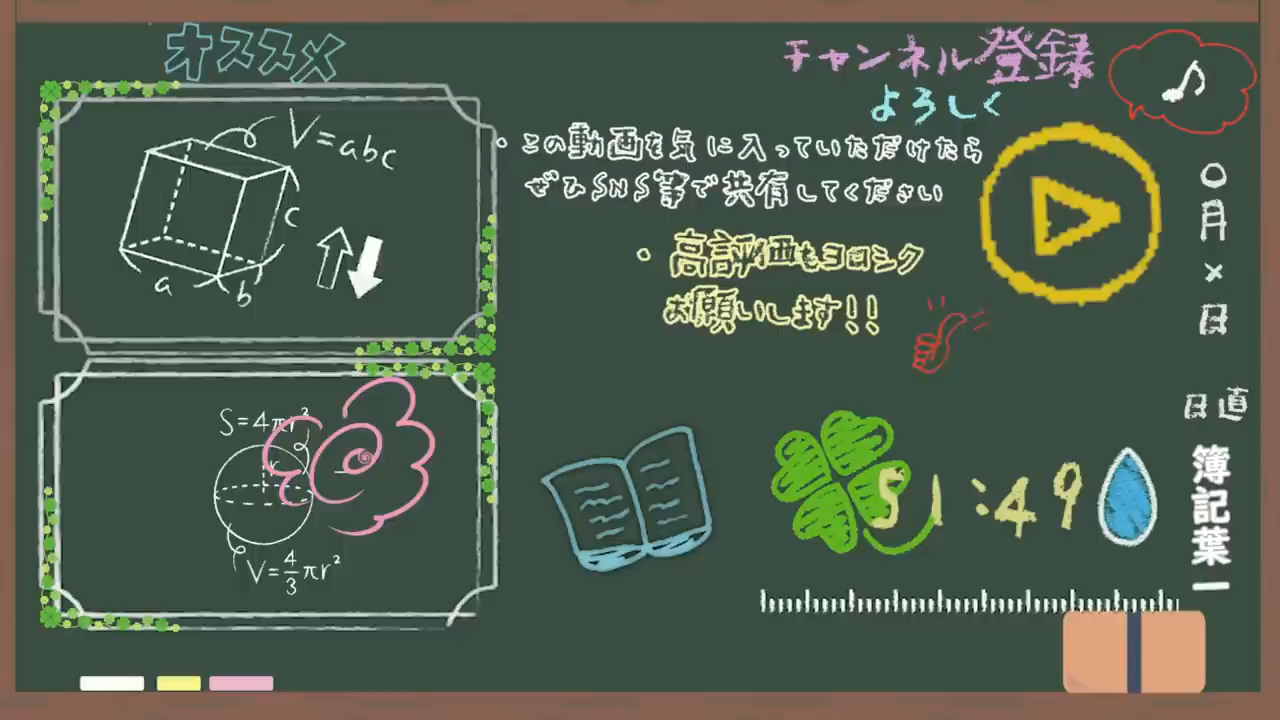 オススメ
チャンネル登録
よろしく
・この動画を気に入っていただけたら
ぜひSNS等で共有してください
・高評価もヨロシク
お願いします!!
V=abc
c
a
b
S=4πr²
r
V=4/3πr²
51:49
〇月×日
日直
簿記葉一